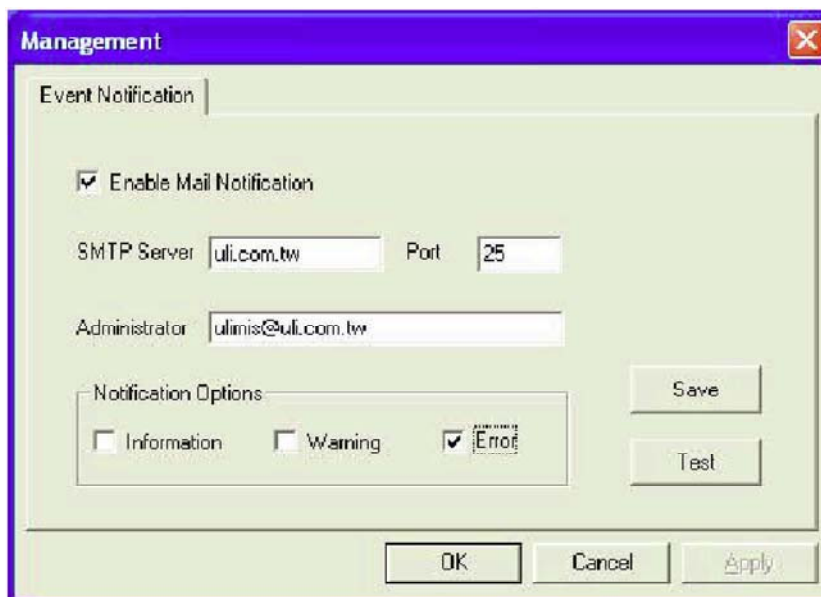 Management
Event Notification
Enable Mail Notification
SMTP Server uli.com.tw Port 25
Administrator ulimis@uli.com.tw
Notification Options
Save
Information Warning Error
Test
OK Cancel Apply